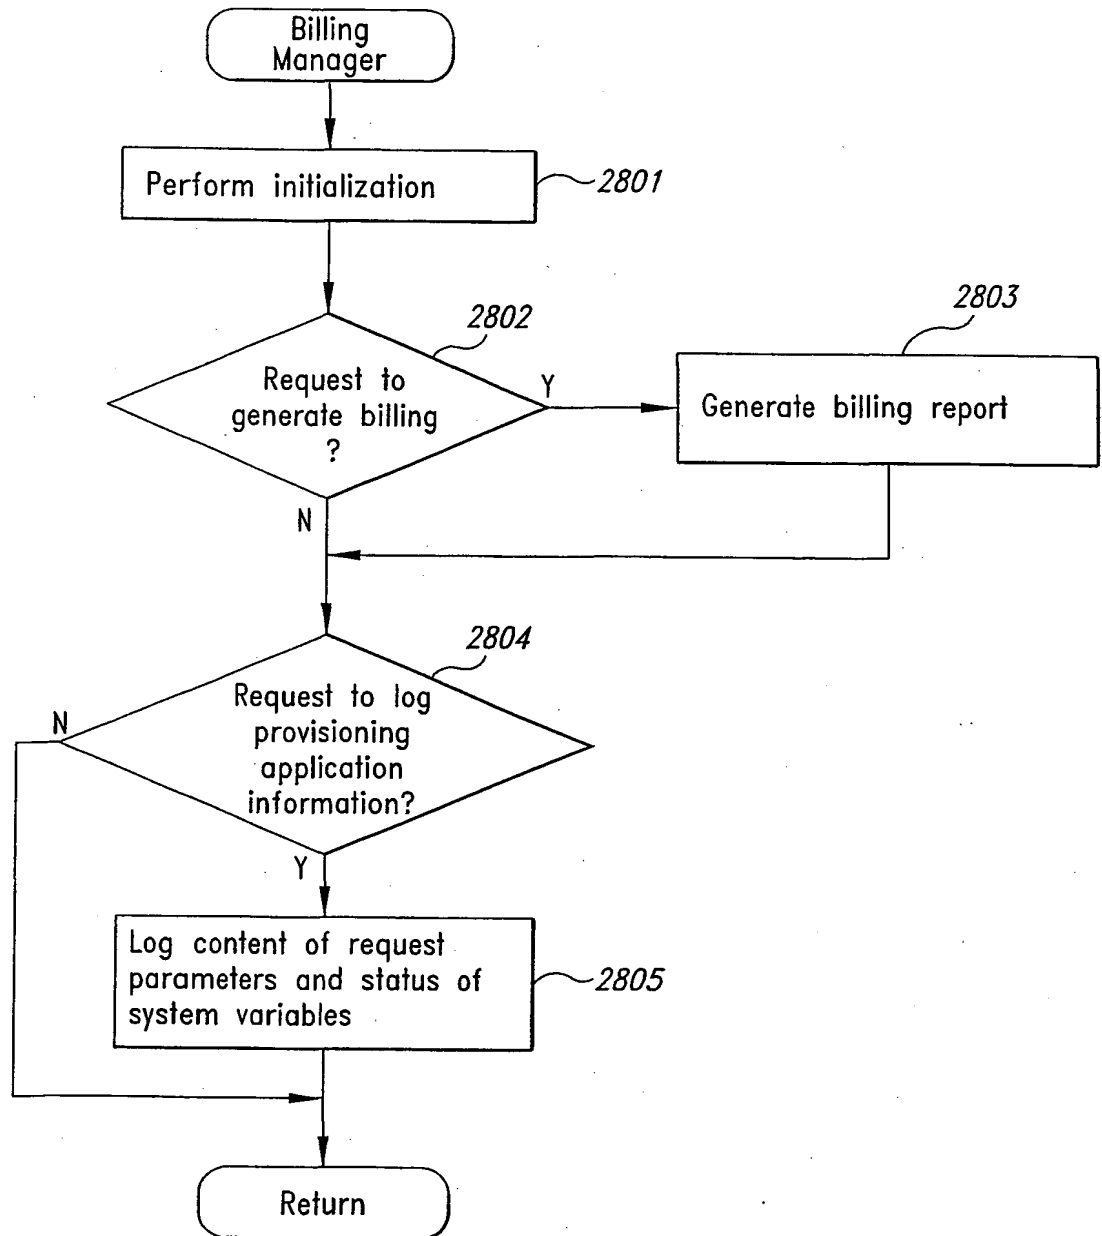 Billing
Manager
Perform initialization
2801
2802
Request to
generate billing
?
Y
N
2803
Generate billing report
2804
Request to log
provisioning
application
information?
N
Y
Log content of request
parameters and status of
system variables
2805
Return